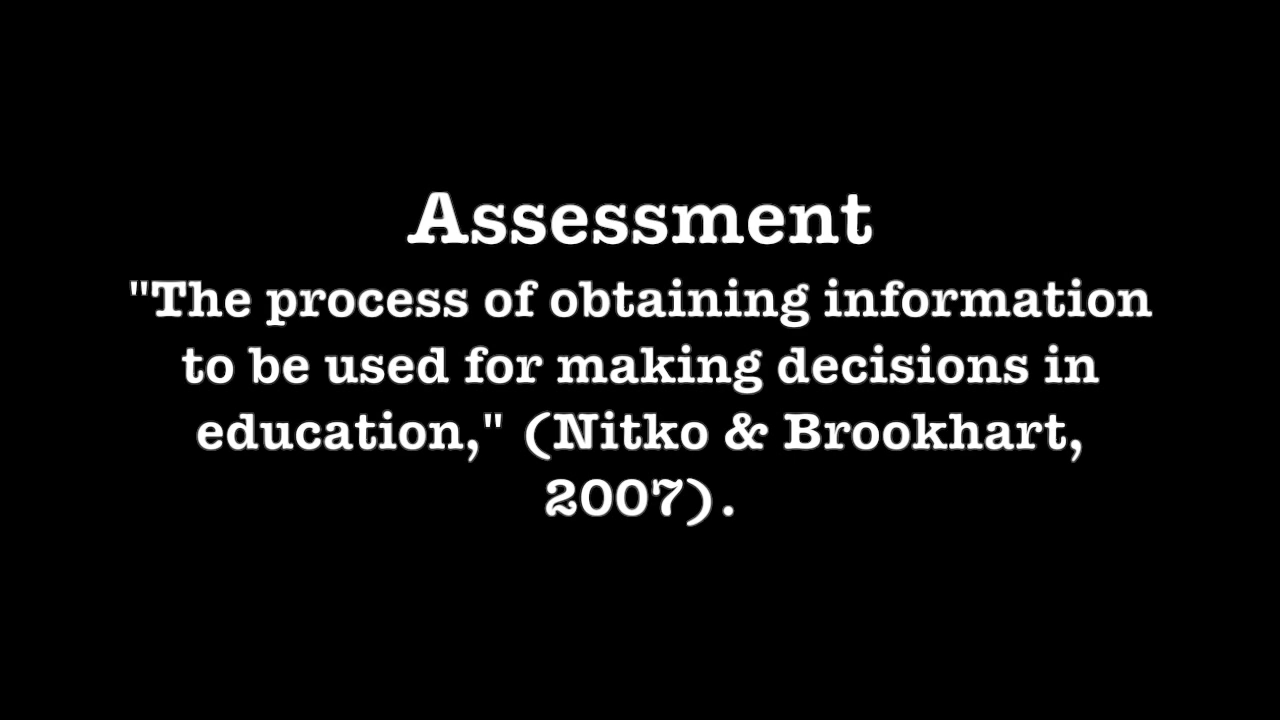 Assessment
"The process of obtaining information
to be used for making decisions in
education," (Nitko & Brookhart,
2007).